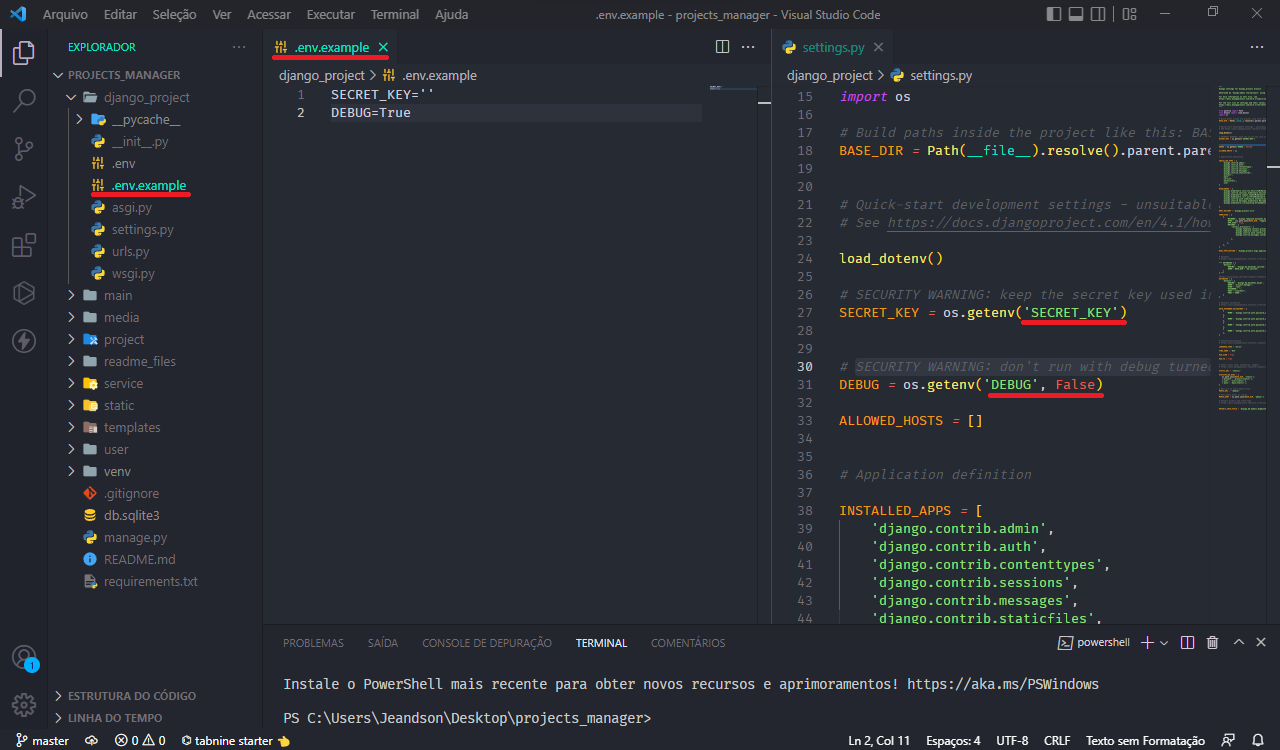 Arquivo Editar Seleção Ver Acessar Executar Terminal Ajuda
.env.example - projects_manager - Visual Studio Code
EXPLORADOR
PROJECTS_MANAGER
django_project
__pycache__
__init__.py
.env
.env.example
asgi.py
settings.py
urls.py
wsgi.py
main
media
project
readme_files
service
static
templates
user
venv
.gitignore
db.sqlite3
manage.py
README.md
requirements.txt
ESTRUTURA DO CÓDIGO
LINHA DO TEMPO
.env.example
django_project > .env.example
1 SECRET_KEY=''
2 DEBUG=True
settings.py
django_project > settings.py
15 import os
16
17 # Build paths inside the project like this: BAS
18 BASE_DIR = Path(__file__).resolve().parent.pare
19
20
21 # Quick-start development settings - unsuitable
22 # See https://docs.djangoproject.com/en/4.1/how
23
24 load_dotenv()
25
26 # SECURITY WARNING: keep the secret key used in
27 SECRET_KEY = os.getenv('SECRET_KEY')
28
29
30 # SECURITY WARNING: don't run with debug turned
31 DEBUG = os.getenv('DEBUG', False)
32
33 ALLOWED_HOSTS = []
34
35
36 # Application definition
37
38 INSTALLED_APPS = [
39 'django.contrib.admin',
40 'django.contrib.auth',
41 'django.contrib.contenttypes',
42 'django.contrib.sessions',
43 'django.contrib.messages',
44 'django.contrib.staticfiles',
PROBLEMAS SAÍDA CONSOLE DE DEPURAÇÃO TERMINAL COMENTÁRIOS
powershell
Instale o PowerShell mais recente para obter novos recursos e aprimoramentos! https://aka.ms/PSWindows
PS C:\Users\Jeandson\Desktop\projects_manager>
1
master 0 0 tabnine starter
Ln 2, Col 11 Espaços: 4 UTF-8 CRLF Texto sem Formatação